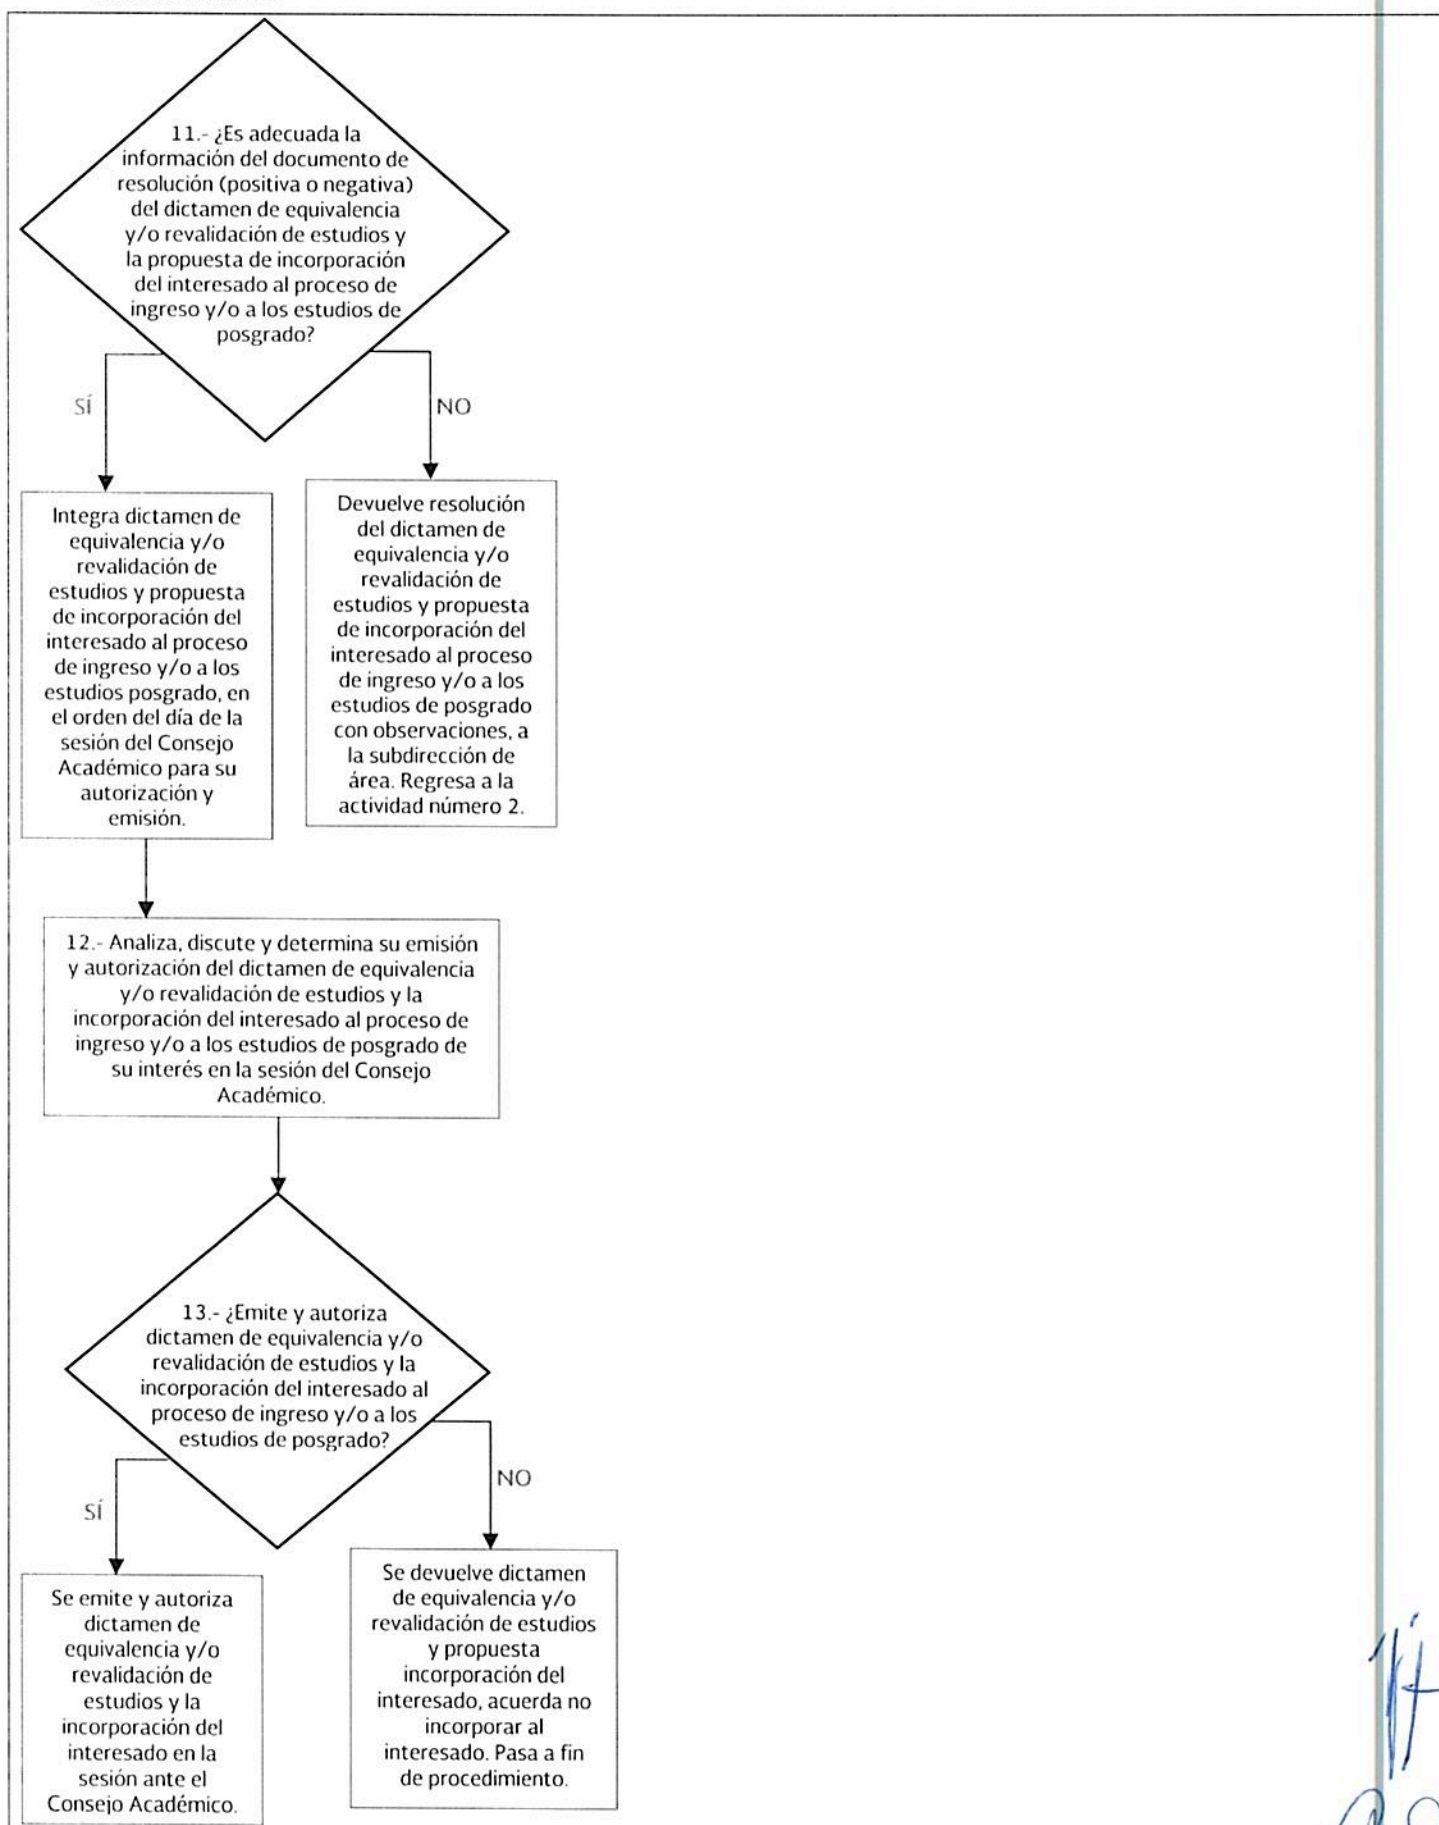 11.- ¿Es adecuada la
información del documento de
resolución (positiva o negativa)
del dictamen de equivalencia
y/o revalidación de estudios y
la propuesta de incorporación
del interesado al proceso de
ingreso y/o a los estudios de
posgrado?
SÍ
NO
Integra dictamen de
equivalencia y/o
revalidación de
estudios y propuesta
de incorporación del
interesado al proceso
de ingreso y/o a los
estudios posgrado, en
el orden del día de la
sesión del Consejo
Académico para su
autorización y
emisión.
Devuelve resolución
del dictamen de
equivalencia y/o
revalidación de
estudios y propuesta
de incorporación del
interesado al proceso
de ingreso y/o a los
estudios de posgrado
con observaciones, a
la subdirección de
área. Regresa a la
actividad número 2.
12.- Analiza, discute y determina su emisión
y autorización del dictamen de equivalencia
y/o revalidación de estudios y la
incorporación del interesado al proceso de
ingreso y/o a los estudios de posgrado de
su interés en la sesión del Consejo
Académico.
13.- ¿Emite y autoriza
dictamen de equivalencia y/o
revalidación de estudios y la
incorporación del interesado al
proceso de ingreso y/o a los
estudios de posgrado?
SÍ
NO
Se emite y autoriza
dictamen de
equivalencia y/o
revalidación de
estudios y la
incorporación del
interesado en la
sesión ante el
Consejo Académico.
Se devuelve dictamen
de equivalencia y/o
revalidación de estudios
y propuesta
incorporación del
interesado, acuerda no
incorporar al
interesado. Pasa a fin
de procedimiento.